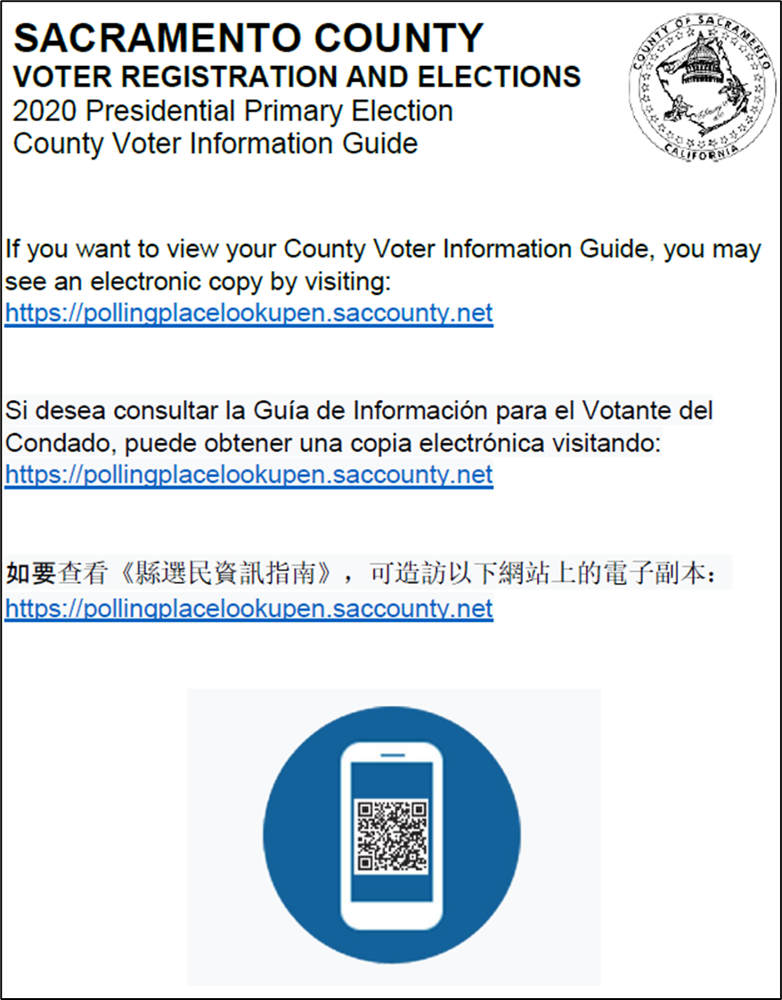 SACRAMENTO COUNTY
VOTER REGISTRATION AND ELECTIONS
2020 Presidential Primary Election
County Voter Information Guide
COUNTY OF SACRAMENTO
CALIFORNIA
If you want to view your County Voter Information Guide, you may
see an electronic copy by visiting:
https://pollingplacelookupen.saccounty.net
Si desea consultar la Guía de Información para el Votante del
Condado, puede obtener una copia electrónica visitando:
https://pollingplacelookupen.saccounty.net
如要查看《縣選民資訊指南》，可造訪以下網站上的電子副本：
https://pollingplacelookupen.saccounty.net